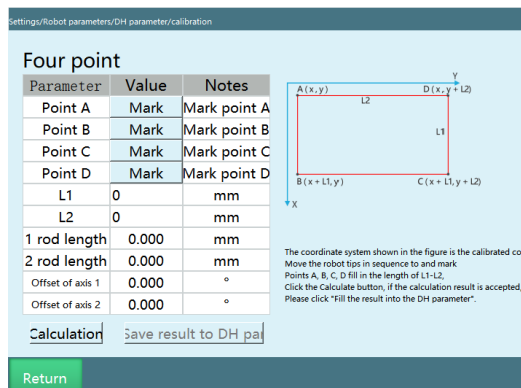 Settings/Robot parameters/DH parameter/calibration
Four point
Parameter Value Notes
Point A Mark Mark point A
Point B Mark Mark point B
Point C Mark Mark point C
Point D Mark Mark point D
L1 0 mm
L2 0 mm
1 rod length 0.000 mm
2 rod length 0.000 mm
Offset of axis 1 0.000 °
Offset of axis 2 0.000 °
Calculation Save result to DH par
Return
Y
A ( x , y ) D ( x , y + L2)
L2
L1
B ( x + L1, y ) C ( x + L1, y + L2)
X
The coordinate system shown in the figure is the calibrated co
Move the robot tips in sequence to and mark
Points A, B, C, D fill in the length of L1-L2,
Click the Calculate button, if the calculation result is accepted,
Please click "Fill the result into the DH parameter".